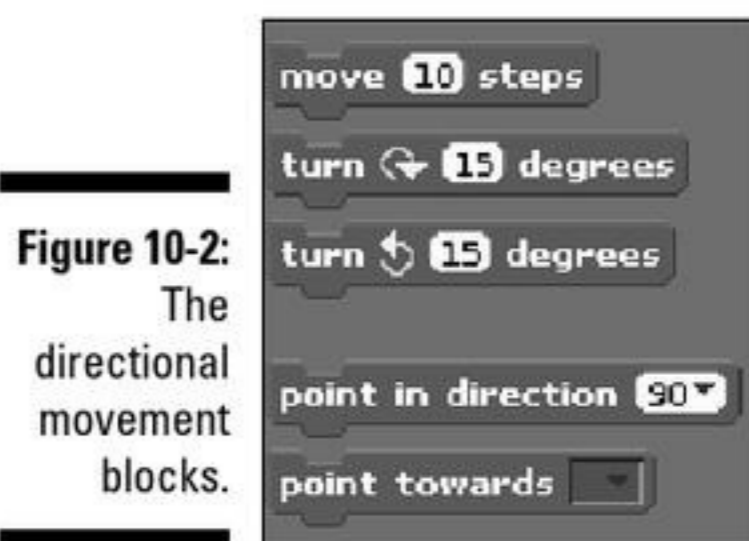 Figure 10-2:
The
directional
movement
blocks.
move 10 steps
turn 15 degrees
turn 15 degrees
point in direction 90
point towards